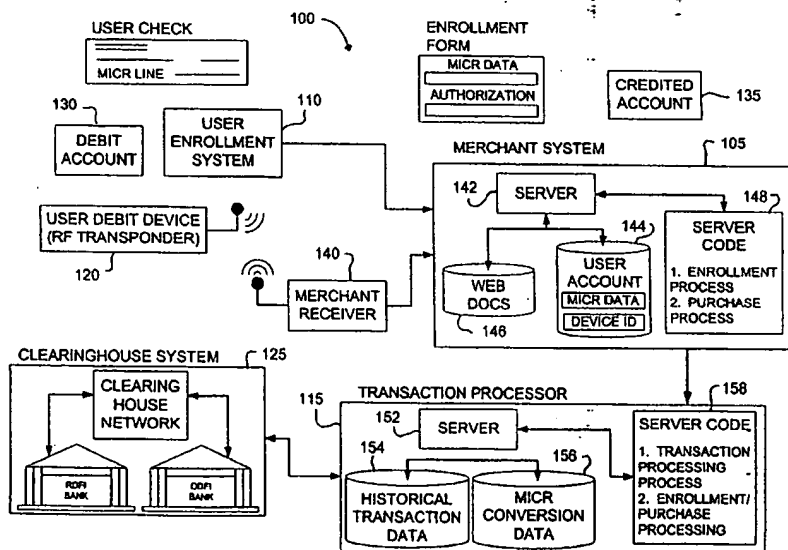 USER CHECK
MICR LINE
100
ENROLLMENT
FORM
MICR DATA
AUTHORIZATION
CREDITED
ACCOUNT
135
130
DEBIT
ACCOUNT
USER
ENROLLMENT
SYSTEM
110
MERCHANT SYSTEM
105
142
SERVER
148
SERVER
CODE
1. ENROLLMENT
PROCESS
2. PURCHASE
PROCESS
144
USER
ACCOUNT
MICR DATA
DEVICE ID
WEB
DOCS
146
USER DEBIT DEVICE
(RF TRANSPONDER)
120
140
MERCHANT
RECEIVER
CLEARINGHOUSE SYSTEM
125
CLEARING
HOUSE
NETWORK
RDFI
BANK
ODFI
BANK
TRANSACTION PROCESSOR
115
152
SERVER
154
HISTORICAL
TRANSACTION
DATA
156
MICR
CONVERSION
DATA
158
SERVER CODE
1. TRANSACTION
PROCESSING
PROCESS
2. ENROLLMENT/
PURCHASE
PROCESSING